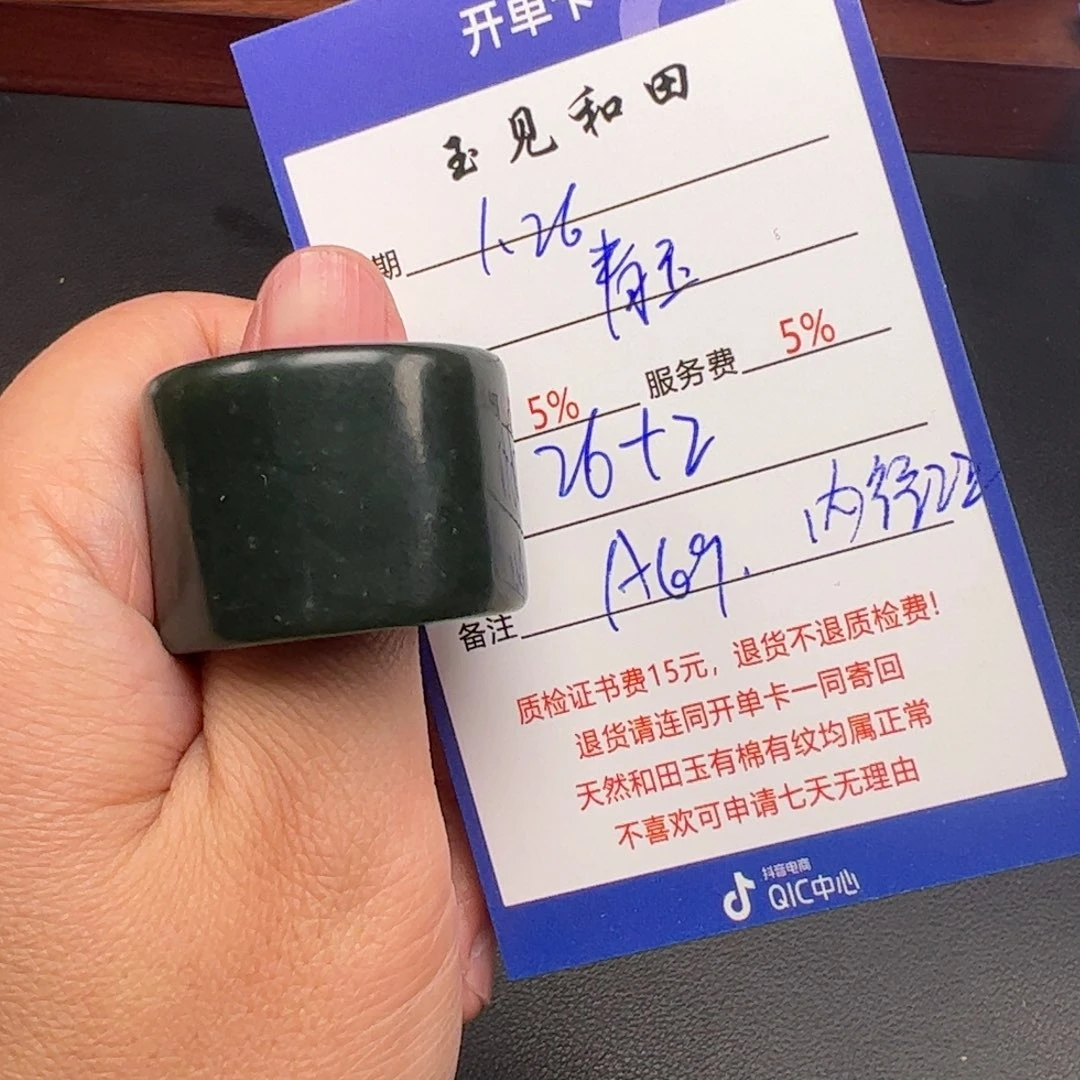 开单卡
玉见和田
期 1.26
青玉
5% 服务费 5%
26+2
A69. 内行
备注
质检证书费15元，退货不退质检费！
退货请连同开单卡一同寄回
天然和田玉有棉有纹均属正常
不喜欢可申请七天无理由
抖音电商
QIC中心